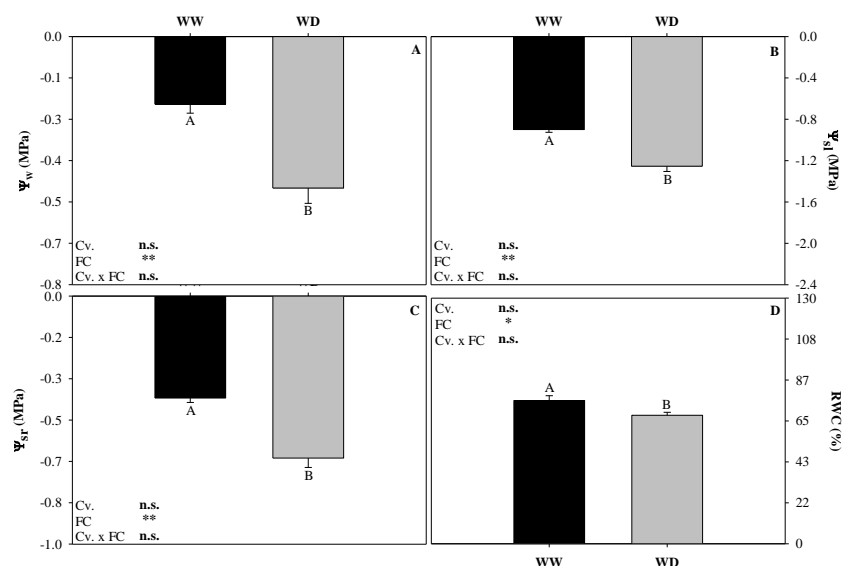 WW WD
0.0
-0.1
-0.3
-0.4
-0.5
-0.7
-0.8
Ψw (MPa)
A
A
B
Cv. n.s.
FC **
Cv. x FC n.s.
WW WD
0.0
-0.4
-0.8
-1.2
-1.6
-2.0
-2.4
Ψsl (MPa)
B
A
B
Cv. n.s.
FC **
Cv. x FC n.s.
WD
0.0
-0.2
-0.3
-0.5
-0.7
-0.8
-1.0
Ψsr (MPa)
C
A
B
Cv. n.s.
FC **
Cv. x FC n.s.
130
108
87
65
43
22
0
RWC (%)
D
Cv. n.s.
FC *
Cv. x FC n.s.
A
B
WW WD